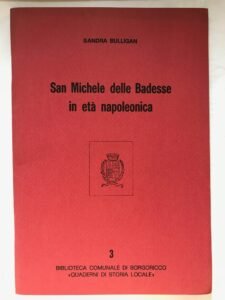 SANDRA BULLIGAN
San Michele delle Badesse
in età napoleonica
3
BIBLIOTECA COMUNALE DI BORGORICCO
«QUADERNI DI STORIA LOCALE»